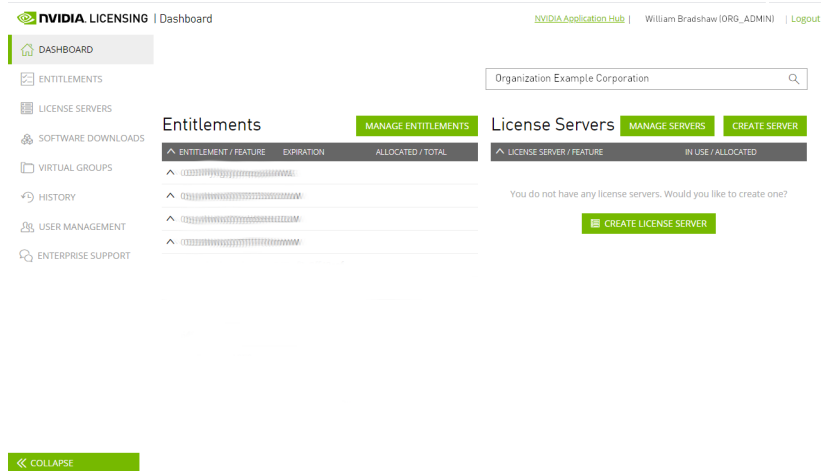 NVIDIA. LICENSING | Dashboard
NVIDIA Application Hub | William Bradshaw (ORG_ADMIN) | Logout
DASHBOARD
ENTITLEMENTS
LICENSE SERVERS
SOFTWARE DOWNLOADS
VIRTUAL GROUPS
HISTORY
USER MANAGEMENT
ENTERPRISE SUPPORT
Organization Example Corporation
Entitlements
MANAGE ENTITLEMENTS
ENTITLEMENT / FEATURE EXPIRATION ALLOCATED / TOTAL
License Servers
MANAGE SERVERS
CREATE SERVER
LICENSE SERVER / FEATURE IN USE / ALLOCATED
You do not have any license servers. Would you like to create one?
CREATE LICENSE SERVER
COLLAPSE